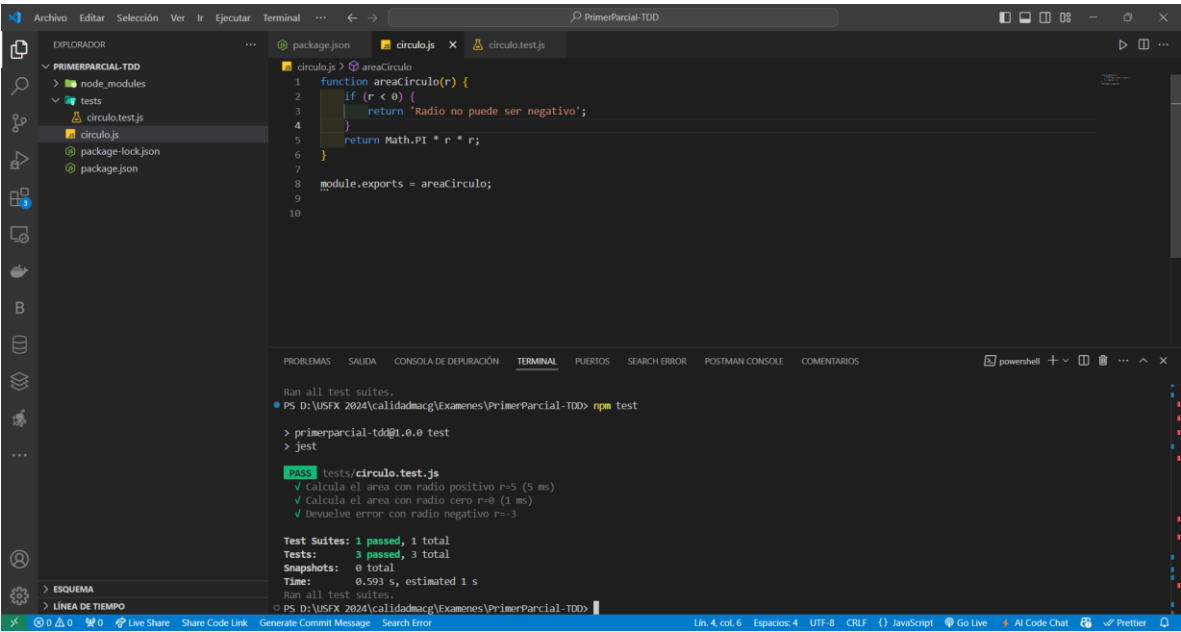 Archivo Editar Selección Ver Ir Ejecutar Terminal ··· PrimerParcial-TDD
EXPLORADOR ···
PRIMERPARCIAL-TDD
node_modules
tests
circulo.test.js
circulo.js
package-lock.json
package.json
ESQUEMA
LÍNEA DE TIEMPO
package.json circulo.js circulo.test.js
circulo.js > areaCirculo
1 function areaCirculo(r) {
2 if (r < 0) {
3 return 'Radio no puede ser negativo';
4 }
5 return Math.PI * r * r;
6 }
7
8 module.exports = areaCirculo;
9
10
PROBLEMAS SALIDA CONSOLA DE DEPURACIÓN TERMINAL PUERTOS SEARCH ERROR POSTMAN CONSOLE COMENTARIOS powershell
Ran all test suites.
PS D:\USFX 2024\calidadmacg\Examenes\PrimerParcial-TDD> npm test
> primerparcial-tdd@1.0.0 test
> jest
PASS tests/circulo.test.js
√ Calcula el area con radio positivo r=5 (5 ms)
√ Calcula el area con radio cero r=0 (1 ms)
√ Devuelve error con radio negativo r=-3
Test Suites: 1 passed, 1 total
Tests: 3 passed, 3 total
Snapshots: 0 total
Time: 0.593 s, estimated 1 s
Ran all test suites.
PS D:\USFX 2024\calidadmacg\Examenes\PrimerParcial-TDD>
0 0 0 Live Share Share Code Link Generate Commit Message Search Error Lín. 4, col. 6 Espacios: 4 UTF-8 CRLF {} JavaScript Go Live AI Code Chat Prettier